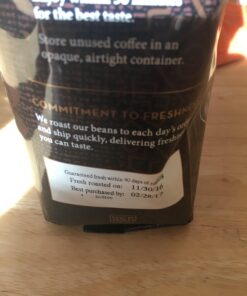 for the best taste.
Store unused coffee in an
opaque, airtight container.
COMMITMENT TO FRESHN
We roast our beans to each day's
and ship quickly, delivering
you can taste.
Guaranteed fresh within 90 days of
Fresh roasted on: 11/30/16
Best purchased by: 02/28/17